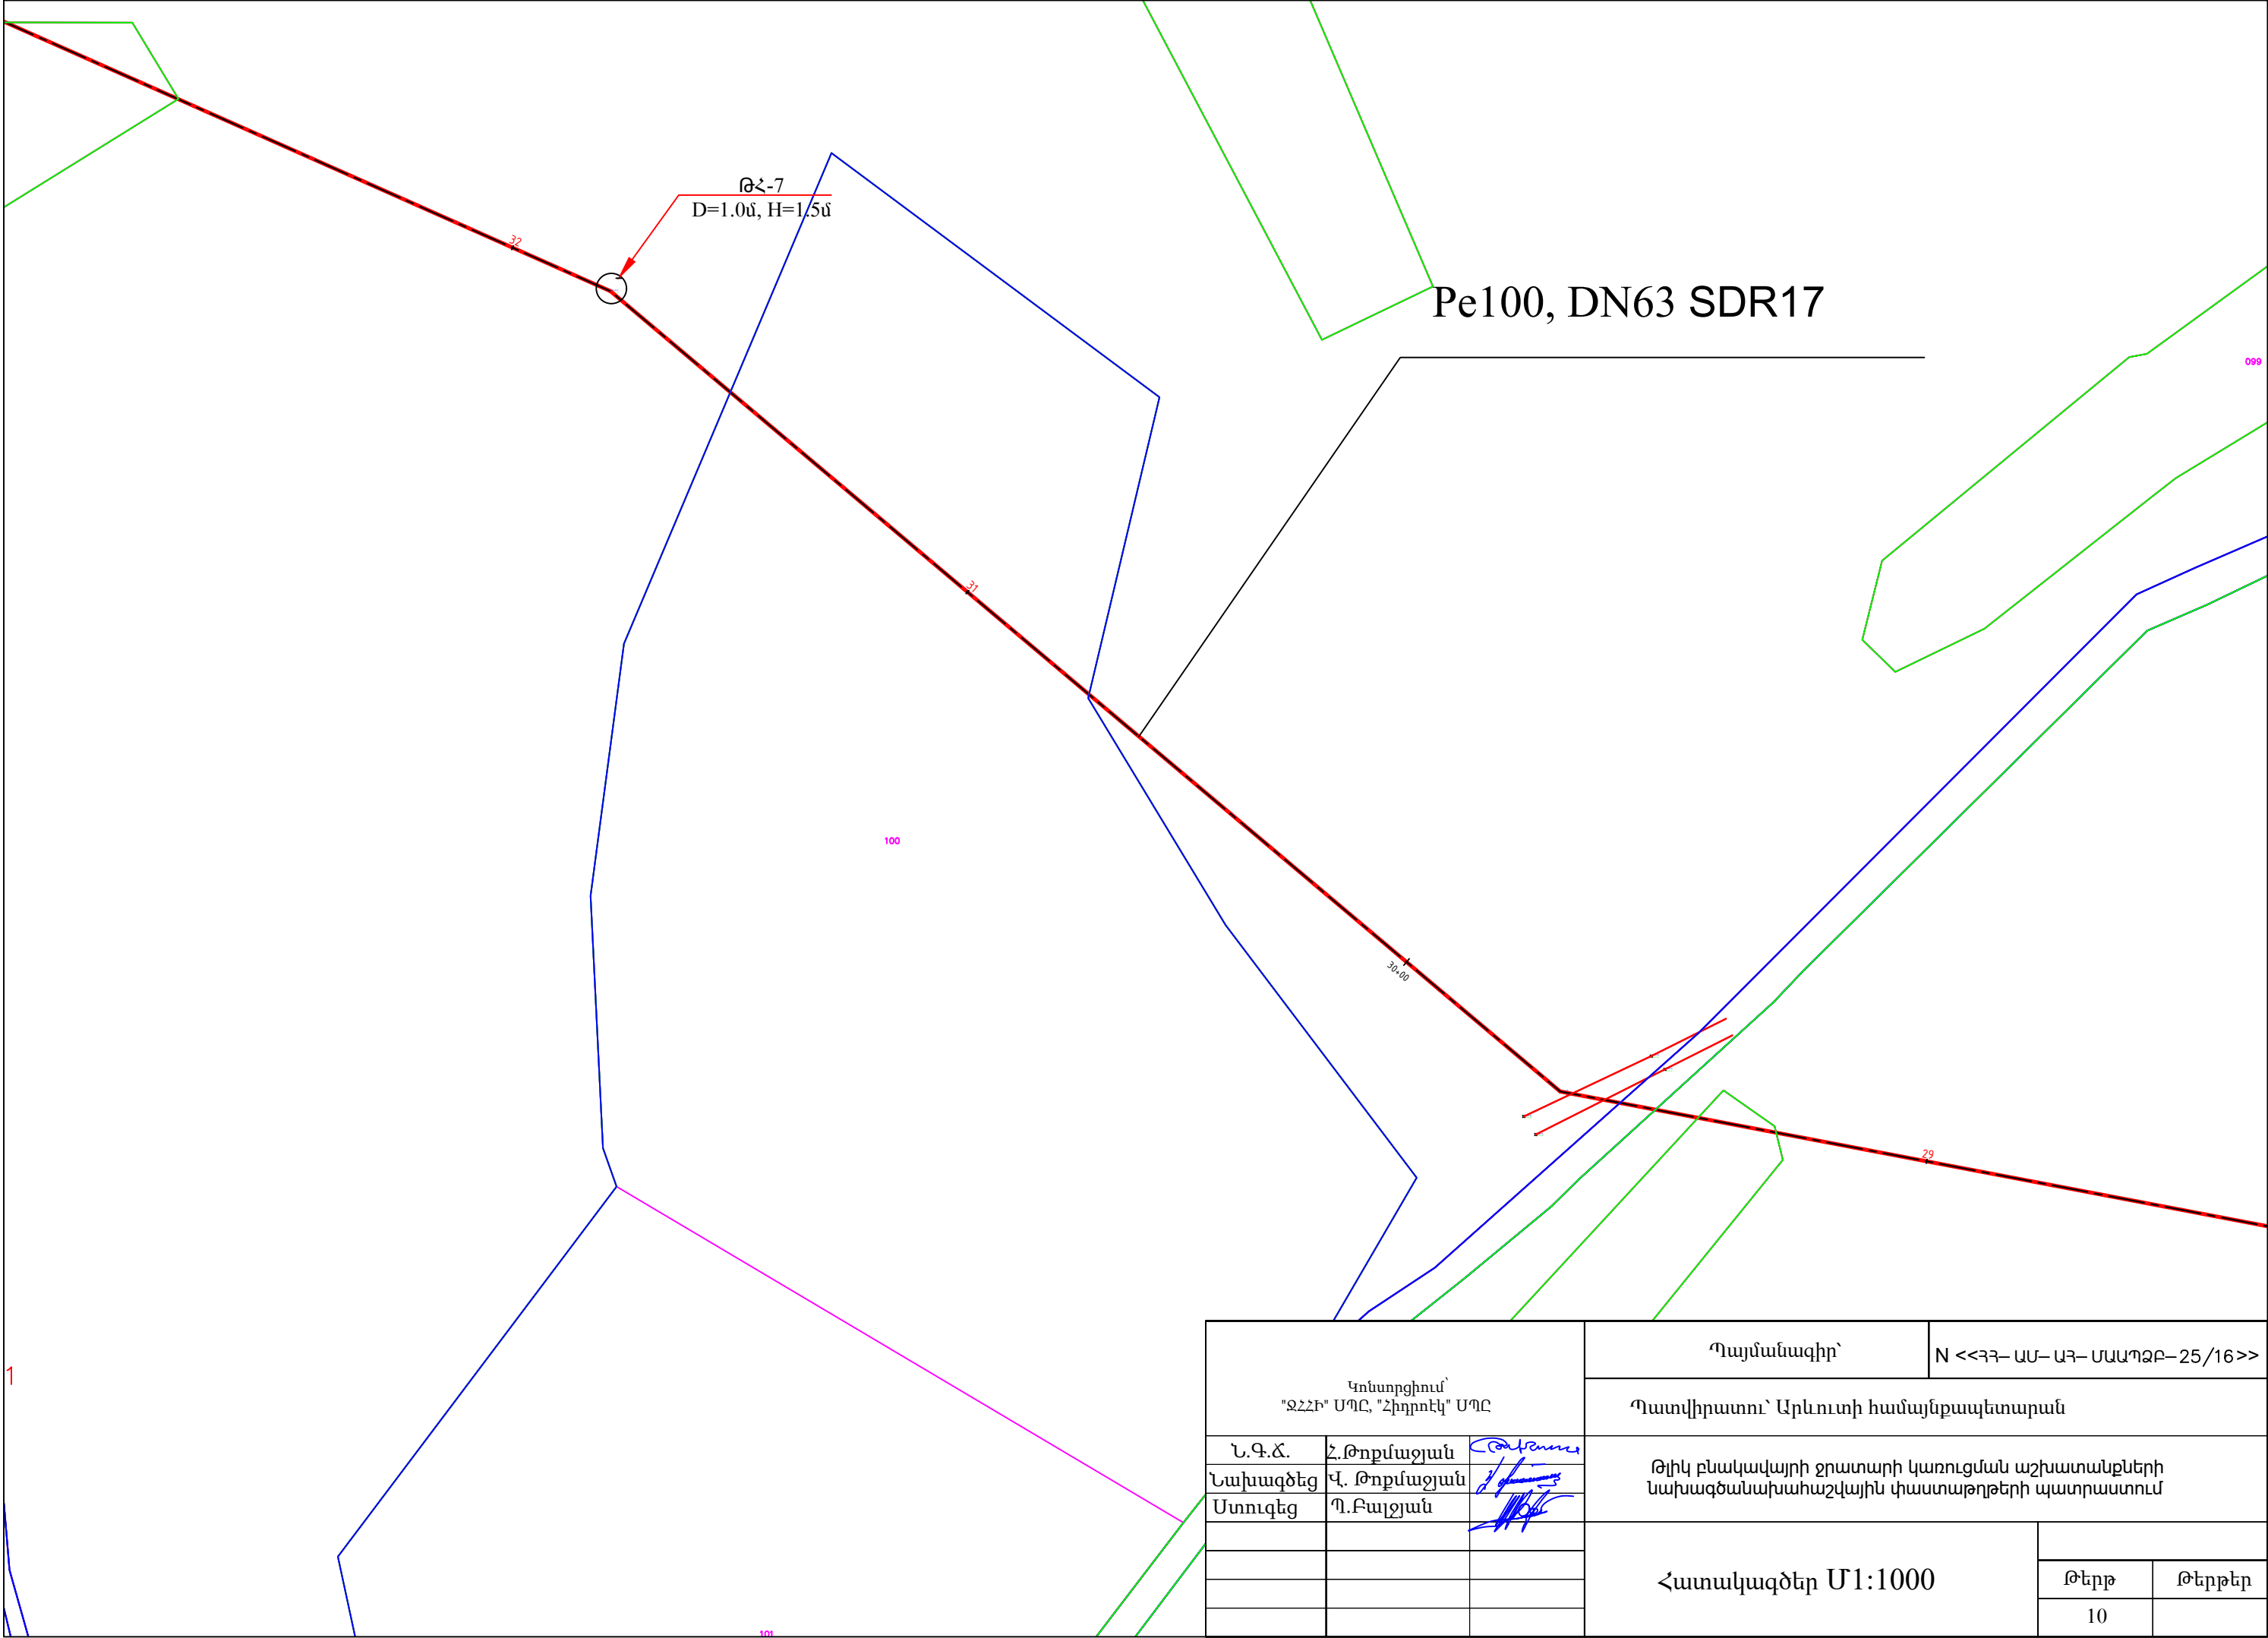 ԹՀ-7
D=1.0մ, H=1.5մ
32
Pe100, DN63 SDR17
099
31
100
30+00
29
1
101
Պայմանագիր՝
N <<ՀՀ–ԱՄ–ԱՀ–ՄԱԱՊՁԲ–25/16>>
Կոնսորցիում՝
"ՋՀՀԻ" ՍՊԸ, "Հիդրոէկ" ՍՊԸ
Պատվիրատու՝ Արևուտի համայնքապետարան
Ն.Գ.Ճ. Հ.Թոքմաջյան
Նախագծեց Վ. Թոքմաջյան
Ստուգեց Պ.Բալջյան
Թլիկ բնակավայրի ջրատարի կառուցման աշխատանքների
նախագծանախահաշվային փաստաթղթերի պատրաստում
Հատակագծեր Մ1:1000
Թերթ Թերթեր
10